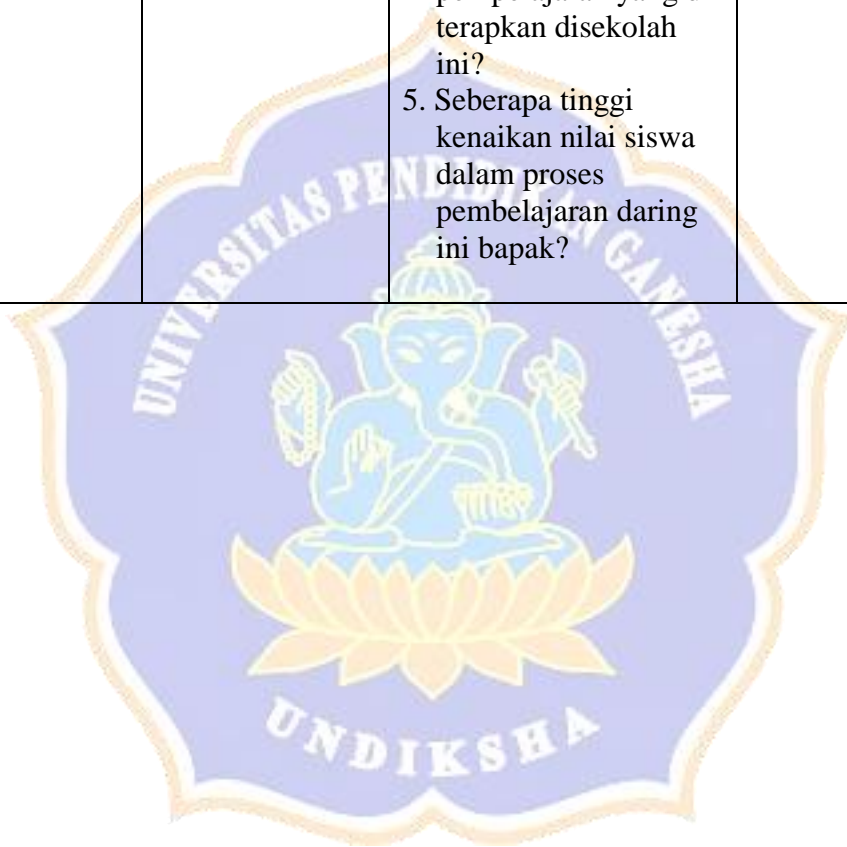 terapkan disekolah
ini?
5. Seberapa tinggi
kenaikan nilai siswa
dalam proses
pembelajaran daring
ini bapak?
UNIVERSITAS PENDIDIKAN GANESHA
UNDIKSHA